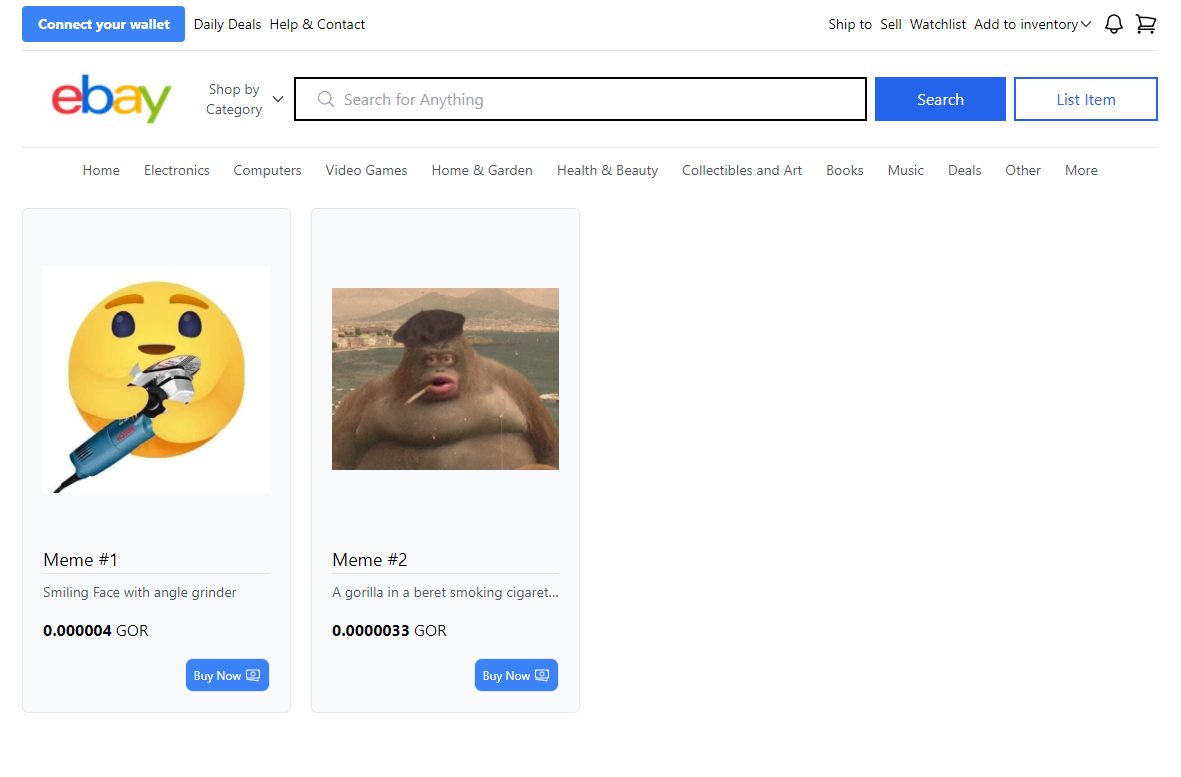 Connect your wallet Daily Deals Help & Contact Ship to Sell Watchlist Add to inventory
ebay
Shop by
Category
Search for Anything
Search
List Item
Home Electronics Computers Video Games Home & Garden Health & Beauty Collectibles and Art Books Music Deals Other More
Meme #1
Smiling Face with angle grinder
0.000004 GOR
Buy Now
Meme #2
A gorilla in a beret smoking cigaret...
0.0000033 GOR
Buy Now